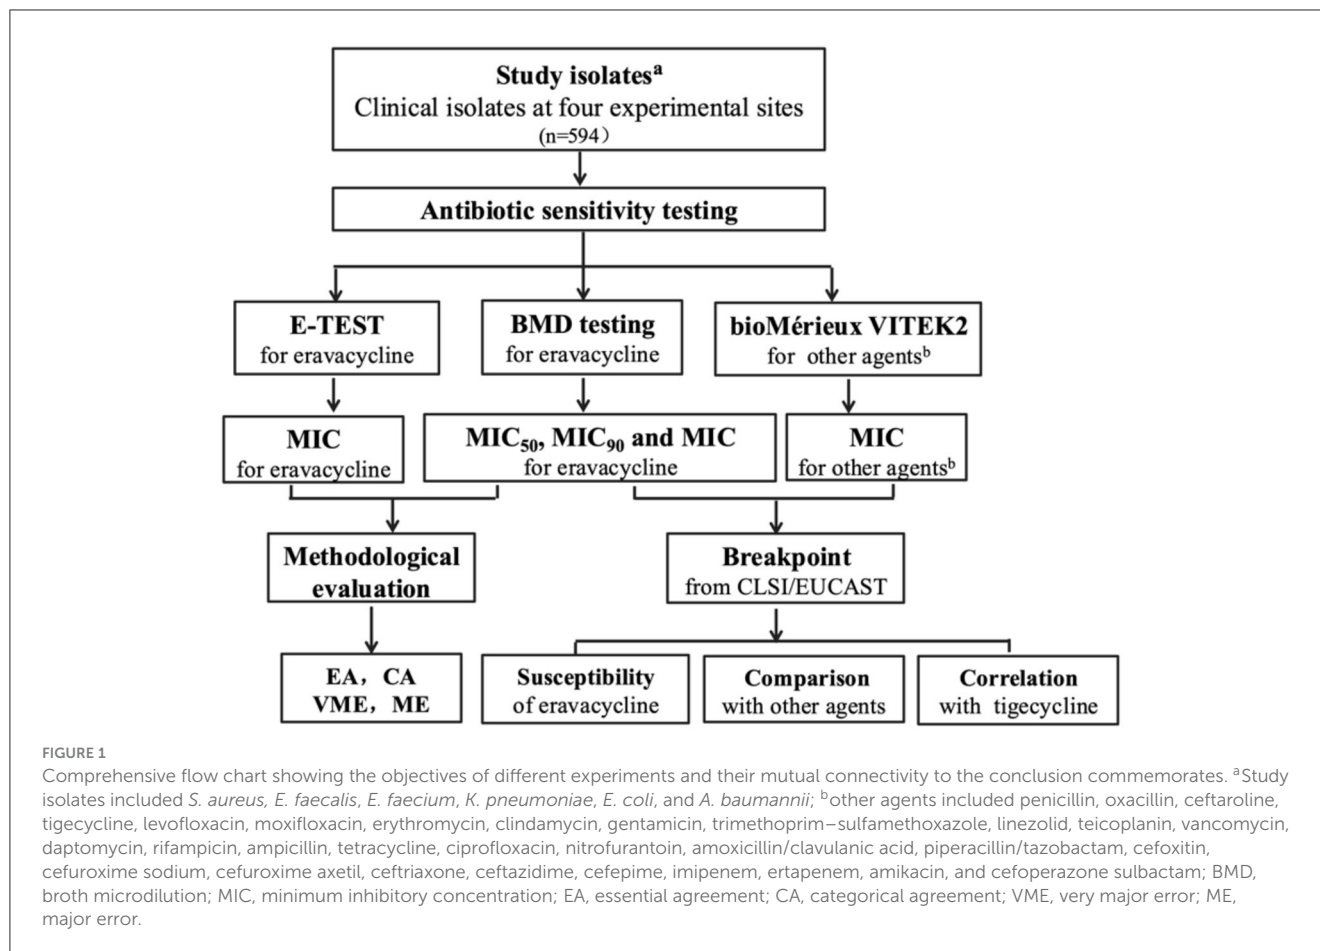 Study isolatesᵃ
Clinical isolates at four experimental sites
(n=594）
Antibiotic sensitivity testing
E-TEST
for eravacycline
BMD testing
for eravacycline
bioMérieux VITEK2
for other agentsᵇ
MIC
for eravacycline
MIC₅₀, MIC₉₀ and MIC
for eravacycline
MIC
for other agentsᵇ
Methodological
evaluation
Breakpoint
from CLSI/EUCAST
EA， CA
VME， ME
Susceptibility
of eravacycline
Comparison
with other agents
Correlation
with tigecycline
FIGURE 1
Comprehensive flow chart showing the objectives of different experiments and their mutual connectivity to the conclusion commemorates. ᵃStudy
isolates included S. aureus, E. faecalis, E. faecium, K. pneumoniae, E. coli, and A. baumannii; ᵇother agents included penicillin, oxacillin, ceftaroline,
tigecycline, levofloxacin, moxifloxacin, erythromycin, clindamycin, gentamicin, trimethoprim–sulfamethoxazole, linezolid, teicoplanin, vancomycin,
daptomycin, rifampicin, ampicillin, tetracycline, ciprofloxacin, nitrofurantoin, amoxicillin/clavulanic acid, piperacillin/tazobactam, cefoxitin,
cefuroxime sodium, cefuroxime axetil, ceftriaxone, ceftazidime, cefepime, imipenem, ertapenem, amikacin, and cefoperazone sulbactam; BMD,
broth microdilution; MIC, minimum inhibitory concentration; EA, essential agreement; CA, categorical agreement; VME, very major error; ME,
major error.